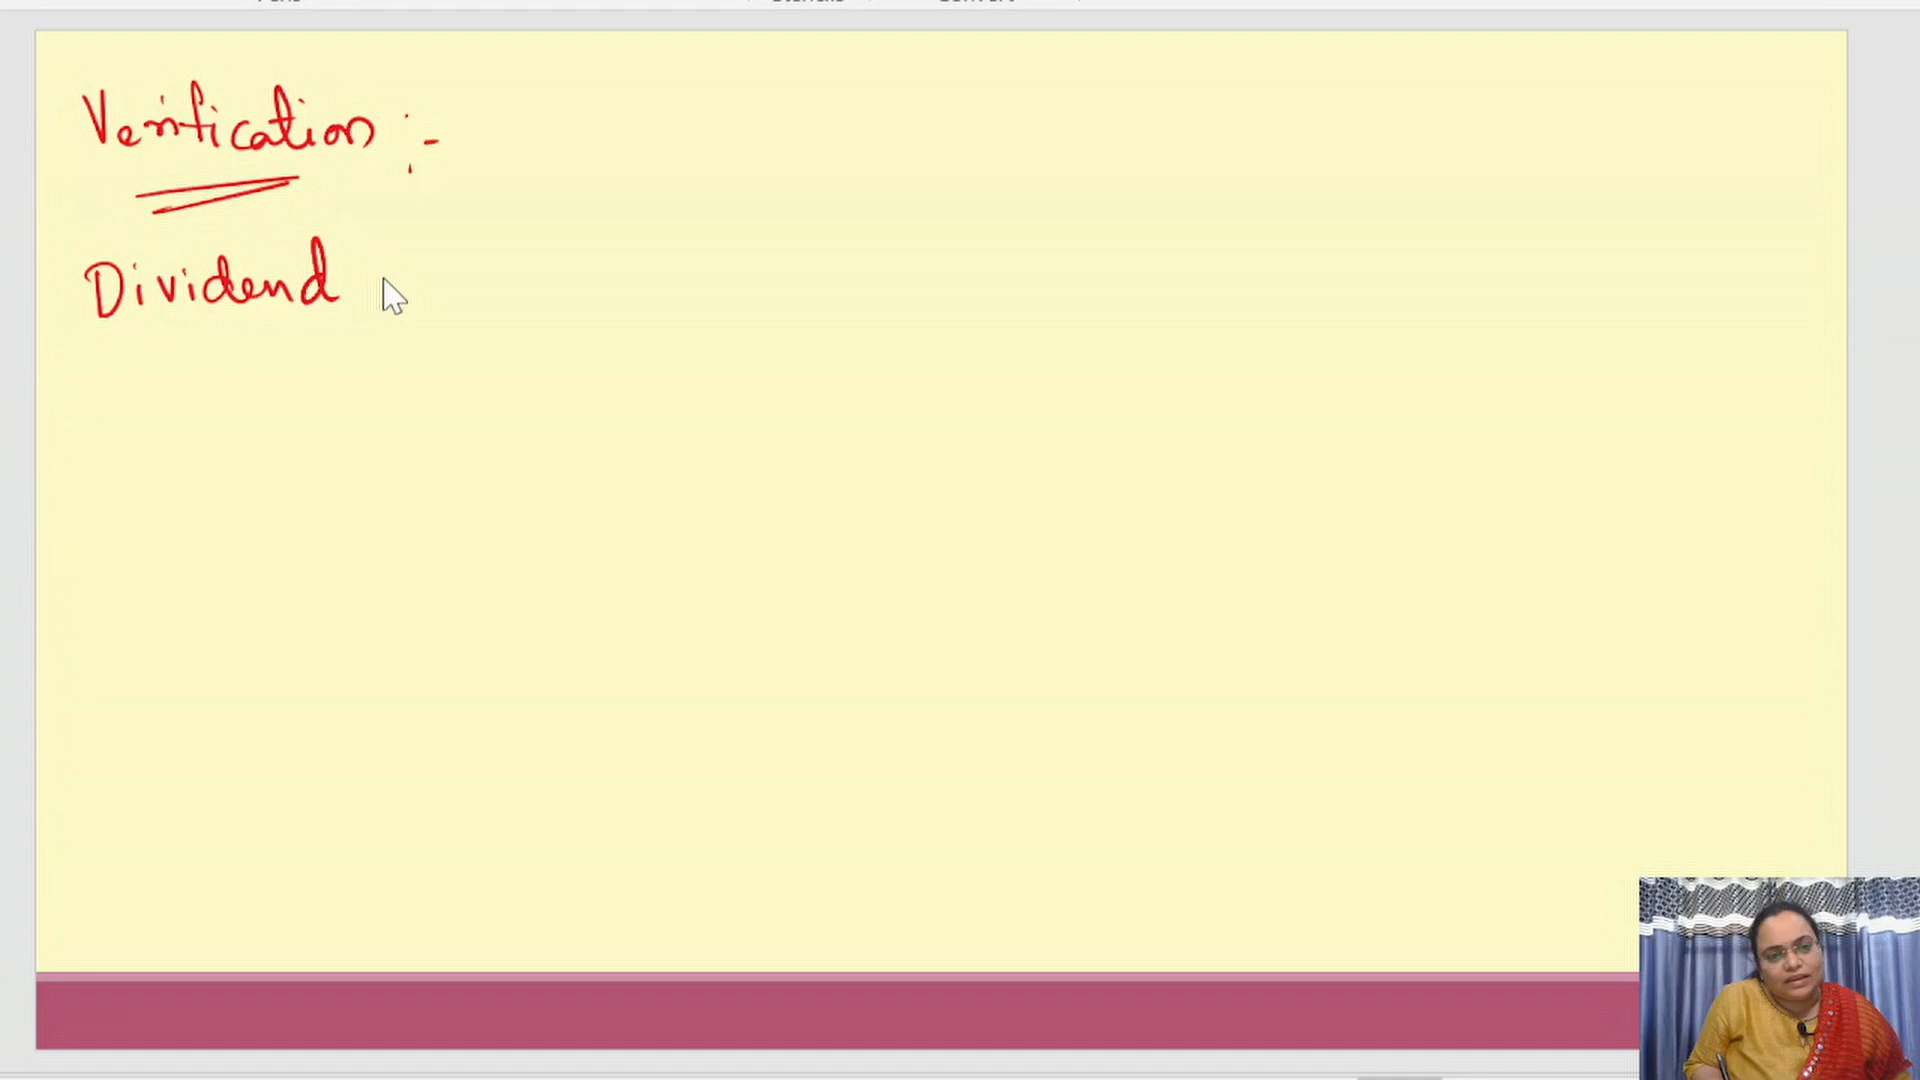 Verification :-
Dividend